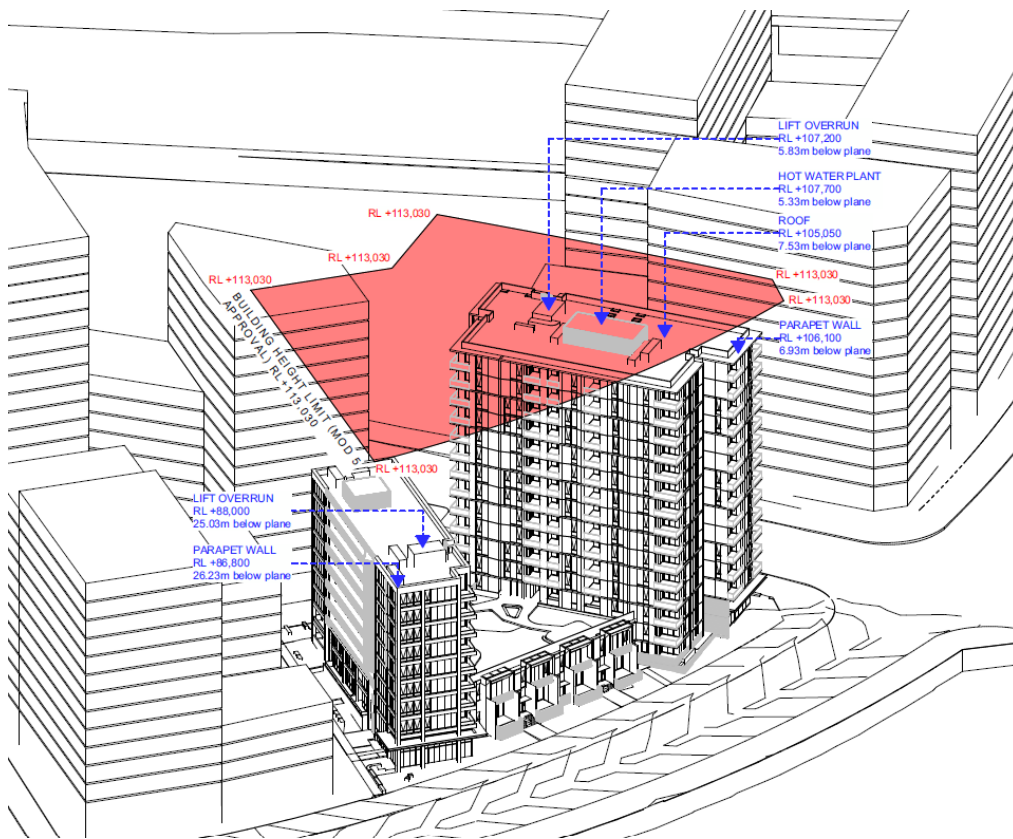 LIFT OVERRUN
RL +107,200
5.83m below plane
HOT WATER PLANT
RL +107,700
5.33m below plane
ROOF
RL +105,050
7.53m below plane
RL +113,030
RL +113,030
RL +113,030
RL +113,030
PARAPET WALL
RL +106,100
6.93m below plane
BUILDING HEIGHT LIMIT (MOD 5
APPROVAL) RL+113,030
RL +113,030
LIFT OVERRUN
RL +88,000
25.03m below plane
PARAPET WALL
RL +86,800
26.23m below plane